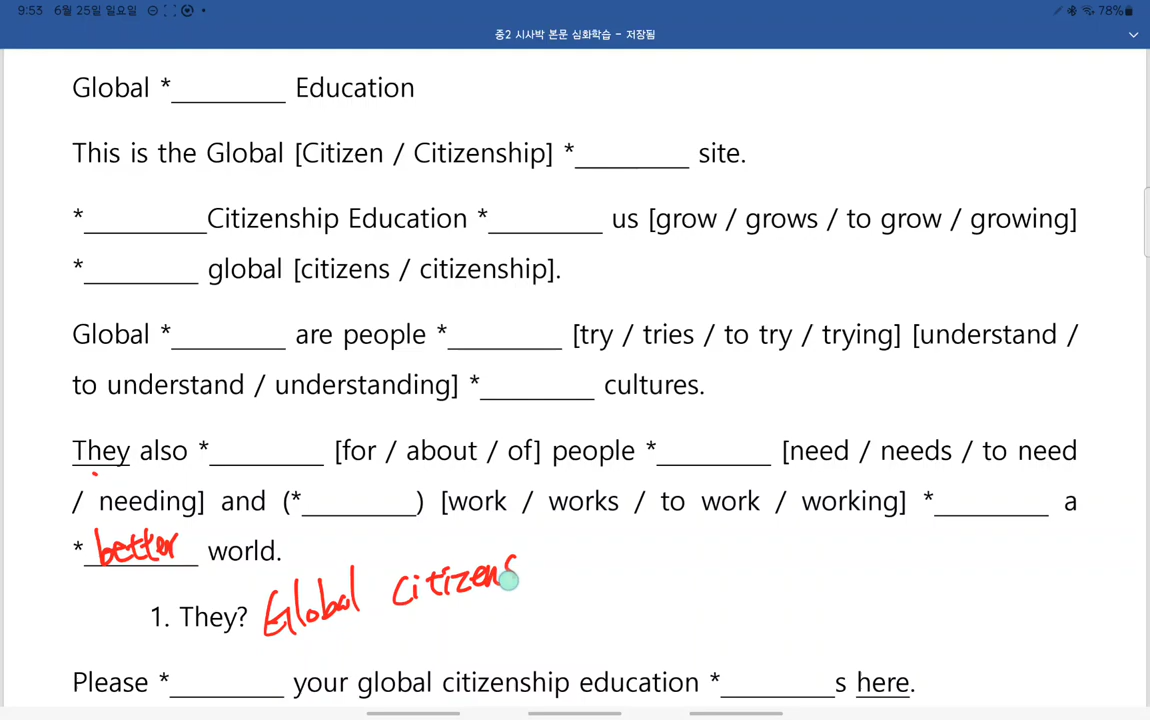 9:53 6월 25일 일요일 78%
중2 시사박 본문 심화학습 – 저장됨
Global *_________ Education
This is the Global [Citizen / Citizenship] *_________ site.
*__________Citizenship Education *_________ us [grow / grows / to grow / growing]
*_________ global [citizens / citizenship].
Global *_________ are people *_________ [try / tries / to try / trying] [understand /
to understand / understanding] *_________ cultures.
They also *_________ [for / about / of] people *_________ [need / needs / to need
/ needing] and (*_________) [work / works / to work / working] *_________ a
*better world.
1. They? Global citizens
Please *_________ your global citizenship education *_________s here.